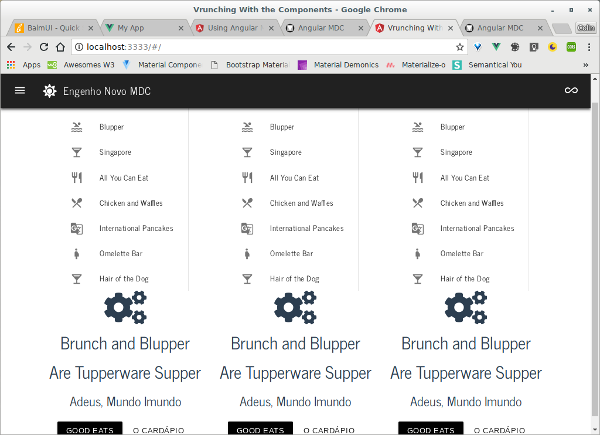 Vrunching With the Components - Google Chrome
BalmUI - Quick
My App
Using Angular
Angular MDC
Vrunching With
Angular MDC
localhost:3333/#/
Apps
Awesomes W3
Material Compone
Bootstrap Material
Material Demonics
Materialize-o
Semantical You
Engenho Novo MDC
Blupper Blupper Blupper
Singapore Singapore Singapore
All You Can Eat All You Can Eat All You Can Eat
Chicken and Waffles Chicken and Waffles Chicken and Waffles
International Pancakes International Pancakes International Pancakes
Omelette Bar Omelette Bar Omelette Bar
Hair of the Dog Hair of the Dog Hair of the Dog
Brunch and Blupper Brunch and Blupper Brunch and Blupper
Are Tupperware Supper Are Tupperware Supper Are Tupperware Supper
Adeus, Mundo Imundo Adeus, Mundo Imundo Adeus, Mundo Imundo
GOOD EATS O CARDÁPIO GOOD EATS O CARDÁPIO GOOD EATS O CARDÁPIO